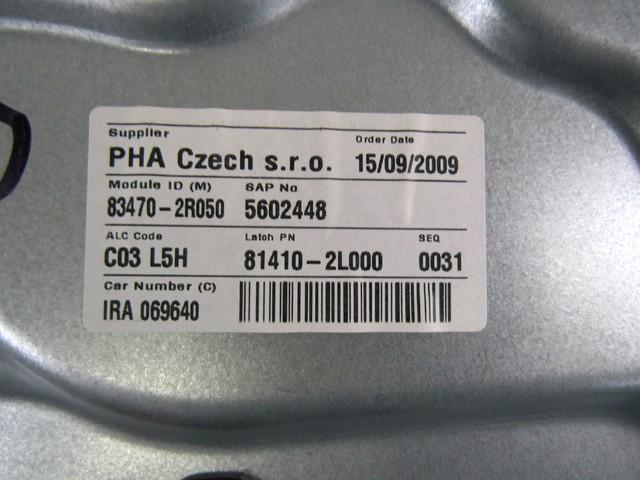 Supplier Order Date
PHA Czech s.r.o. 15/09/2009
Module ID (M) SAP No
83470-2R050 5602448
ALC Code Latch PN SEQ
C03 L5H 81410-2L000 0031
Car Number (C)
IRA 069640